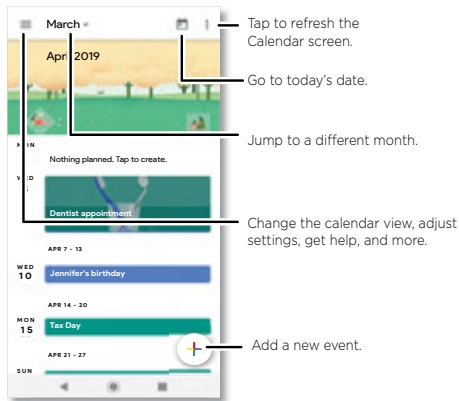 March
Tap to refresh the
Calendar screen.
April 2019
Go to today's date.
Jump to a different month.
MON
Nothing planned. Tap to create.
WED
Dentist appointment
Change the calendar view, adjust
settings, get help, and more.
APR 7 - 13
WED
10
Jennifer's birthday
APR 14 - 20
MON
15
Tax Day
Add a new event.
APR 21 - 27
SUN